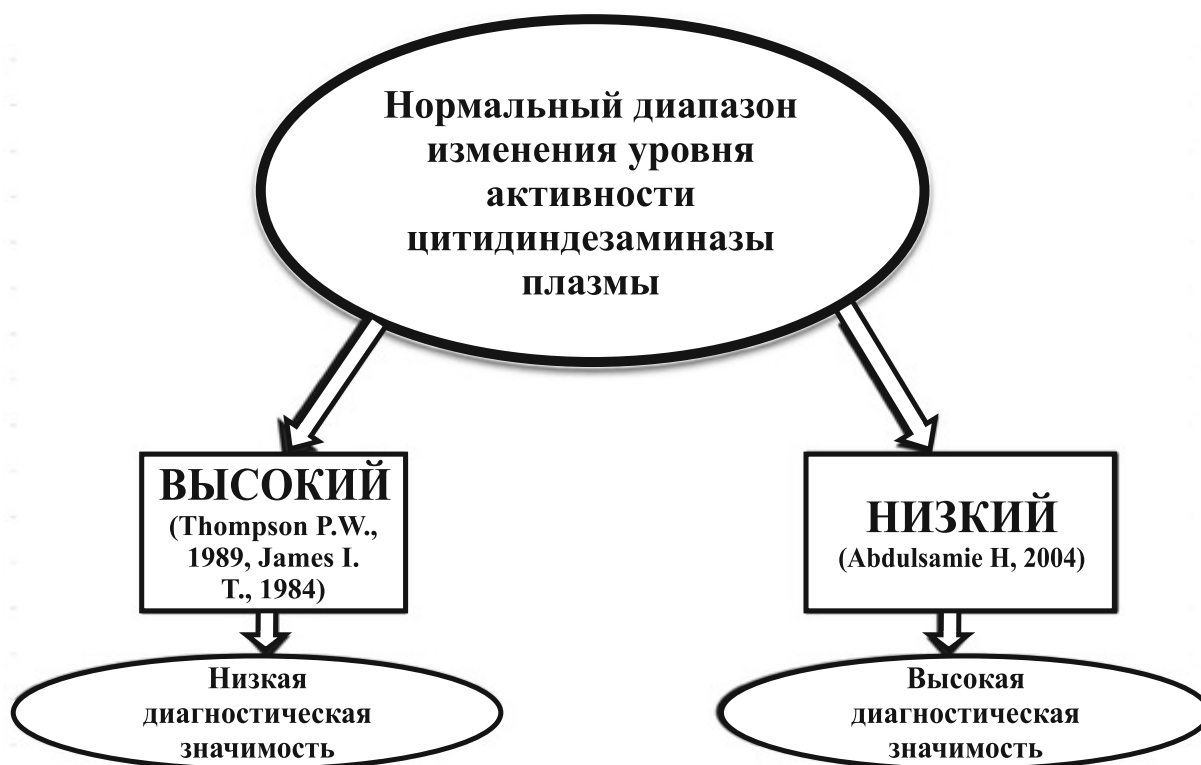 Нормальный диапазон
изменения уровня
активности
цитидиндезаминазы
плазмы
ВЫСОКИЙ
(Thompson P.W.,
1989, James I.
T., 1984)
НИЗКИЙ
(Abdulsamie H, 2004)
Низкая
диагностическая
значимость
Высокая
диагностическая
значимость